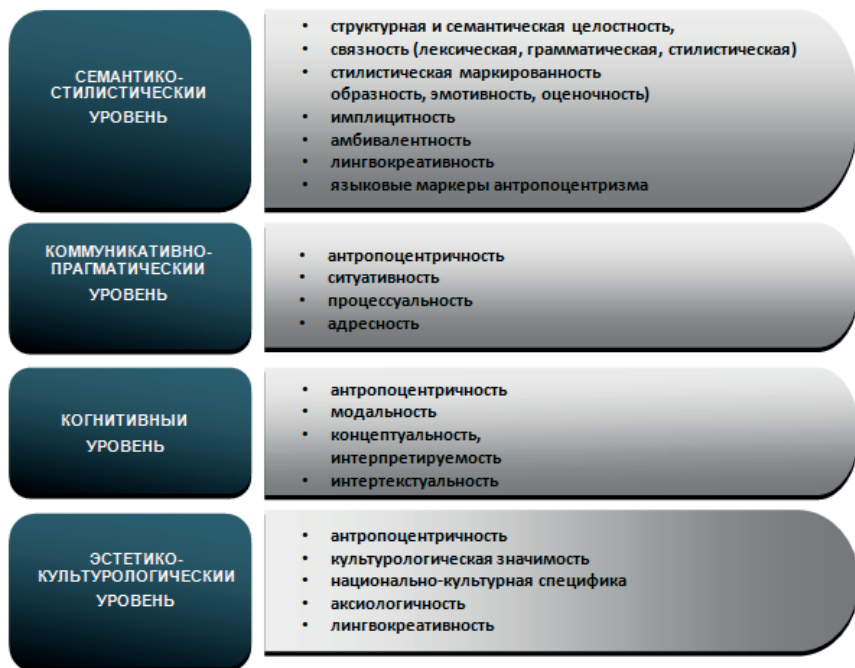 СЕМАНТИКО-
СТИЛИСТИЧЕСКИЙ
УРОВЕНЬ
• структурная и семантическая целостность,
• связность (лексическая, грамматическая, стилистическая)
• стилистическая маркированность
образность, эмотивность, оценочность)
• имплицитность
• амбивалентность
• лингвокреативность
• языковые маркеры антропоцентризма
КОММУНИКАТИВНО-
ПРАГМАТИЧЕСКИЙ
УРОВЕНЬ
• антропоцентричность
• ситуативность
• процессуальность
• адресность
КОГНИТИВНЫЙ
УРОВЕНЬ
• антропоцентричность
• модальность
• концептуальность,
интерпретируемость
• интертекстуальность
ЭСТЕТИКО-
КУЛЬТУРОЛОГИЧЕСКИЙ
УРОВЕНЬ
• антропоцентричность
• культурологическая значимость
• национально-культурная специфика
• аксиологичность
• лингвокреативность